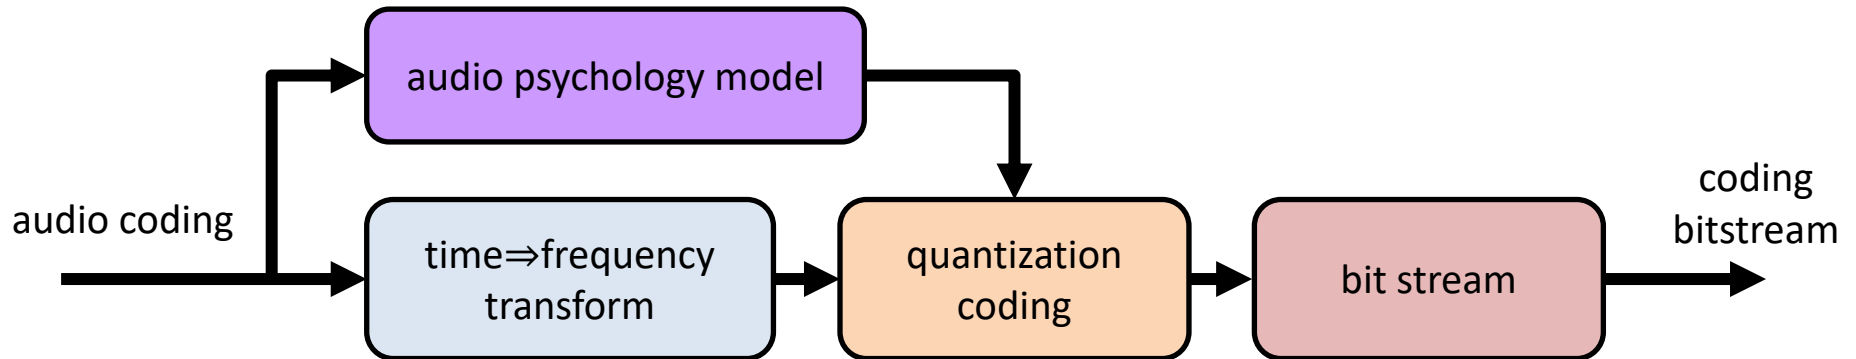 audio psychology model
audio coding
time⇒frequency
transform
quantization
coding
bit stream
coding
bitstream